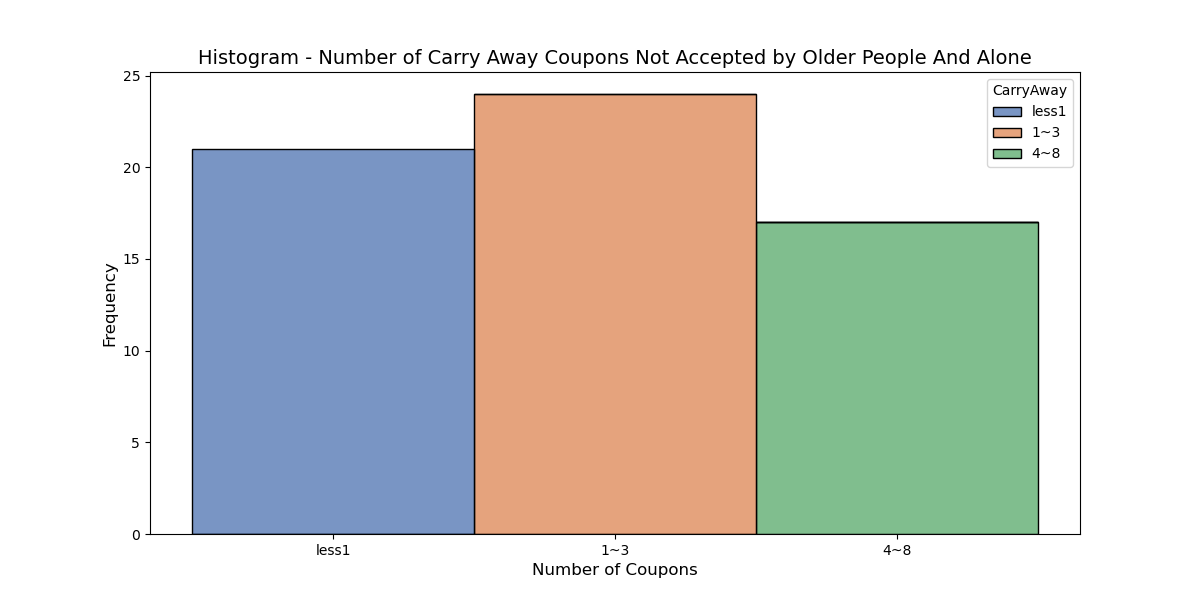 Histogram - Number of Carry Away Coupons Not Accepted by Older People And Alone
25
20
15
10
5
0
Frequency
CarryAway
less1
1~3
4~8
less1 1~3 4~8
Number of Coupons